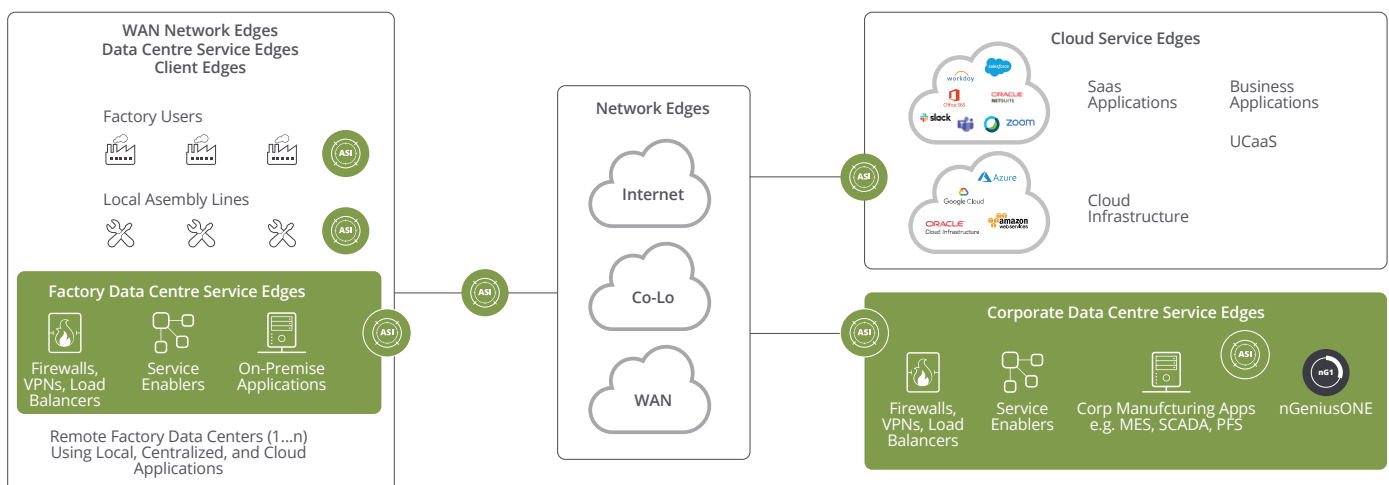 WAN Network Edges
Data Centre Service Edges
Client Edges
Factory Users
ASI
Local Asembly Lines
ASI
Factory Data Centre Service Edges
ASI
Firewalls,
VPNs, Load
Balancers
Service
Enablers
On-Premise
Applications
Remote Factory Data Centers (1...n)
Using Local, Centralized, and Cloud
Applications
ASI
Network Edges
Internet
Co-Lo
WAN
ASI
Cloud Service Edges
workday
salesforce
Office 365
ORACLE
NETSUITE
slack
zoom
Saas
Applications
Business
Applications
UCaaS
Azure
Google Cloud
ORACLE
Cloud Infrastructure
amazon
webservices
Cloud
Infrastructure
ASI
Corporate Data Centre Service Edges
Firewalls,
VPNs, Load
Balancers
Service
Enablers
Corp Manufcturing Apps
e.g. MES, SCADA, PFS
ASI
nG1
nGeniusONE